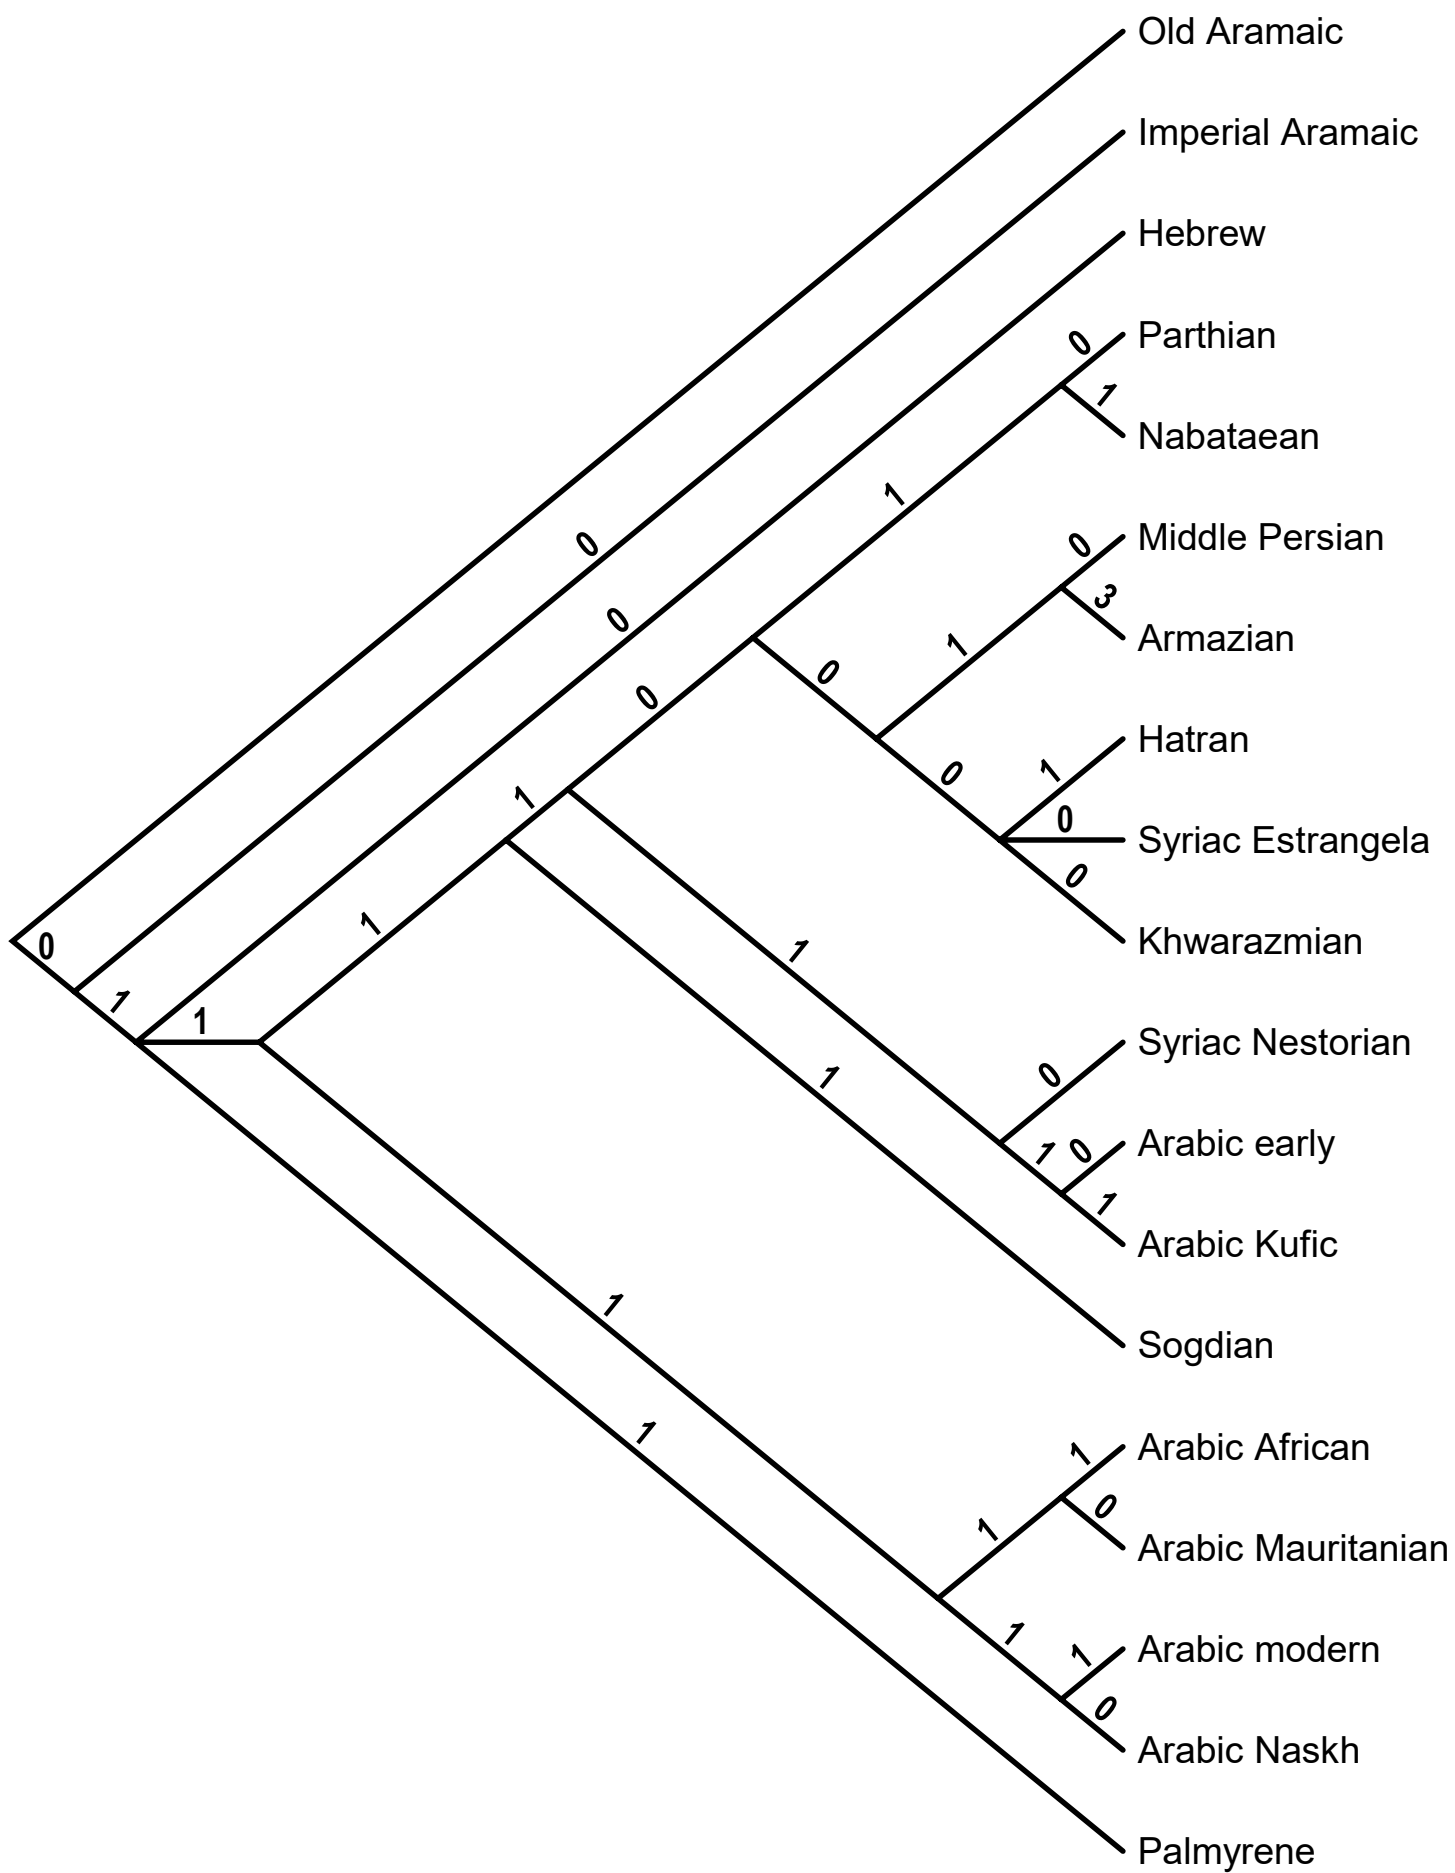 Old Aramaic
Imperial Aramaic
Hebrew
0
Parthian
1
Nabataean
1
0
Middle Persian
0
3
Armazian
0
1
0
0
Hatran
1
0
1
0
Syriac Estrangela
0
1
0
Khwarazmian
1
1
1
Syriac Nestorian
0
1
0
Arabic early
1
1
Arabic Kufic
1
Sogdian
1
1
Arabic African
1
0
Arabic Mauritanian
1
1
Arabic modern
0
Arabic Naskh
Palmyrene